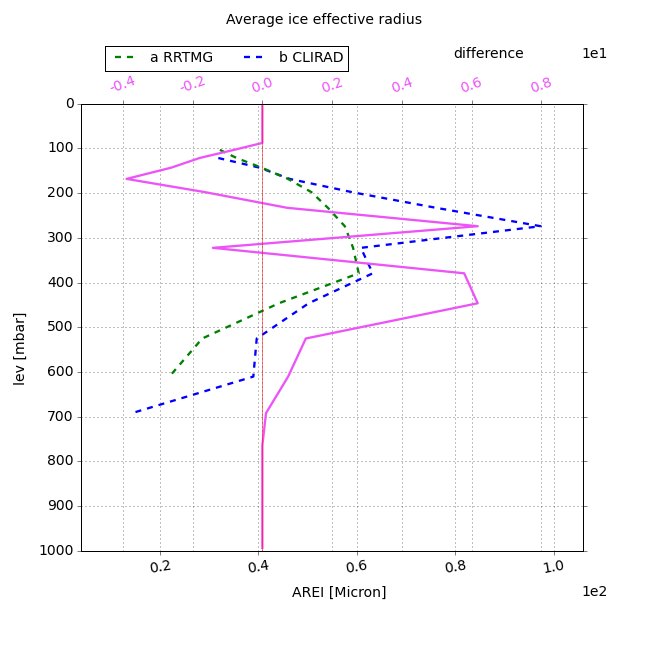 Average ice effective radius
a RRTMG b CLIRAD difference 1e1
-0.4 -0.2 0.0 0.2 0.4 0.6 0.8
0
100
200
300
400
500
600
700
800
900
1000
lev [mbar]
0.2 0.4 0.6 0.8 1.0
AREI [Micron] 1e2